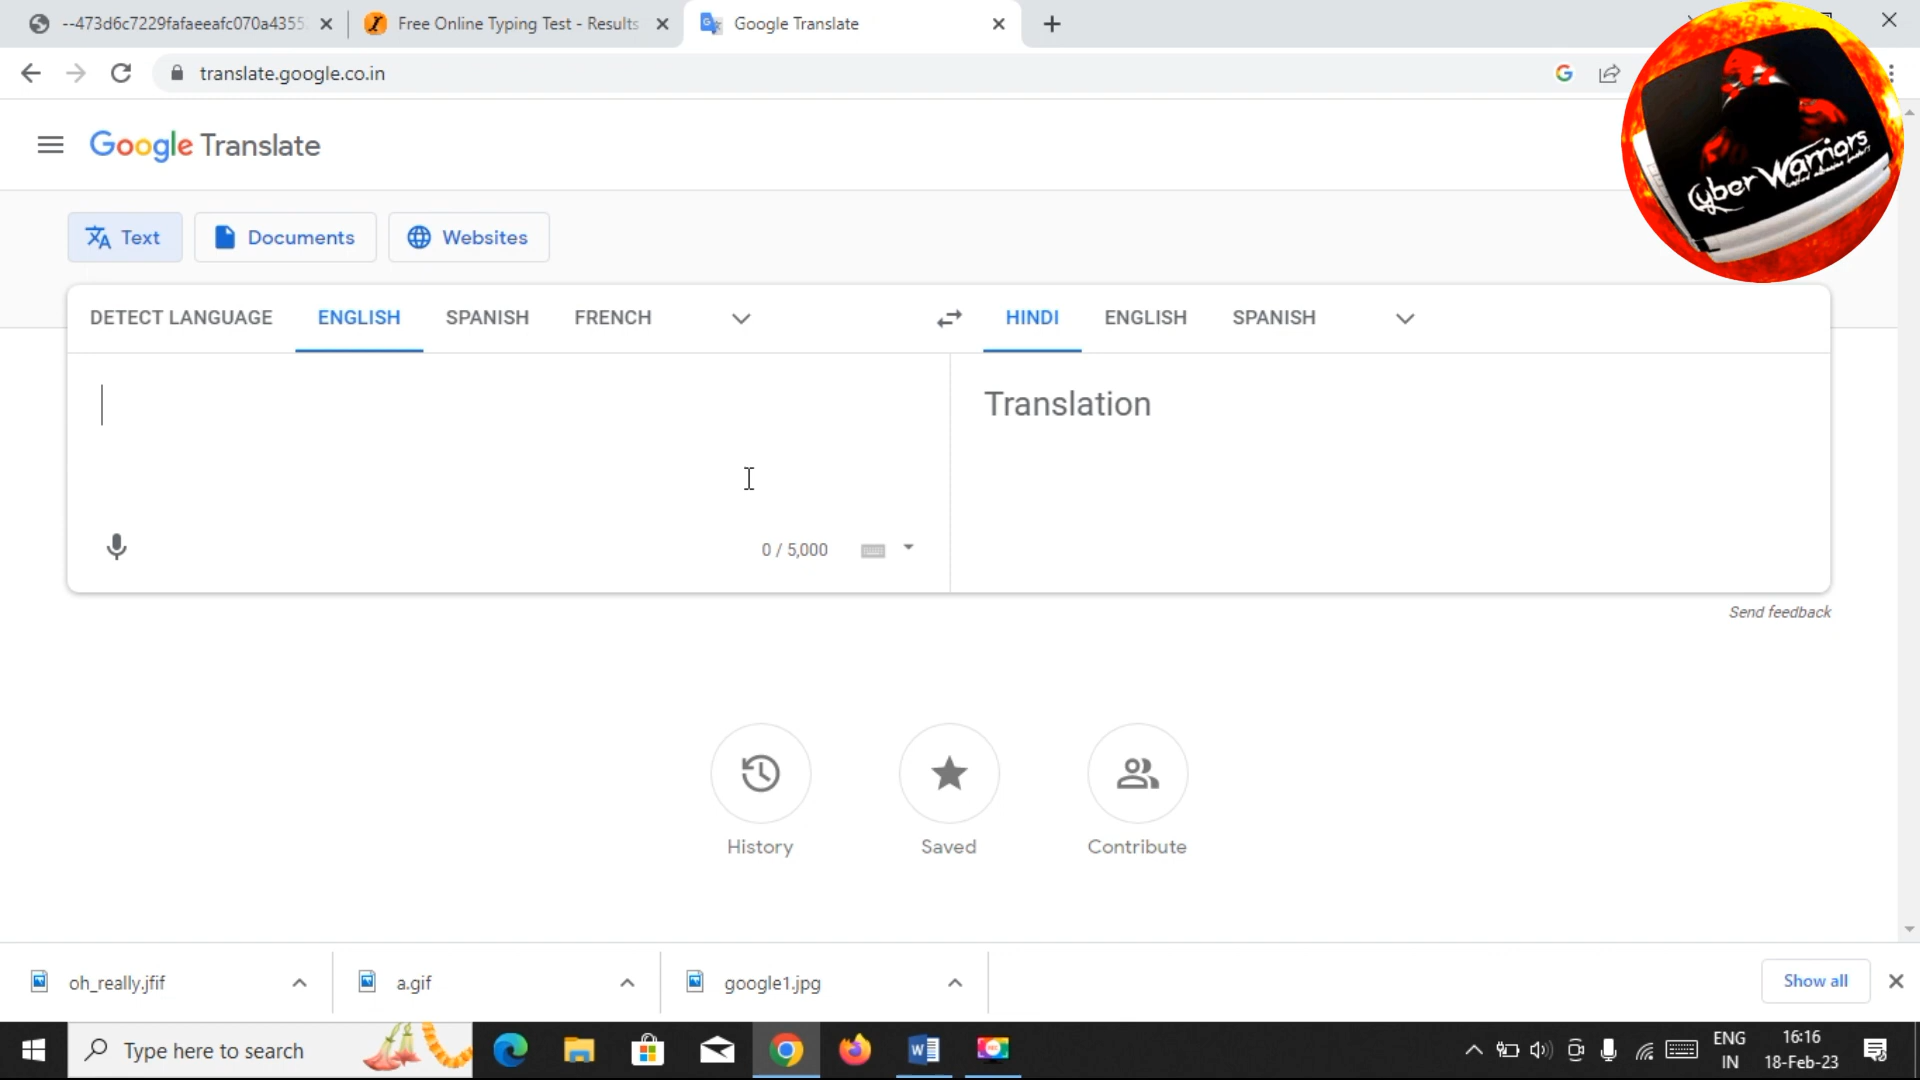 --473d6c7229fafaeeafc070a4355
Free Online Typing Test - Results
Google Translate
translate.google.co.in
Google Translate
Cyber Warriors
Text
Documents
Websites
DETECT LANGUAGE
ENGLISH
SPANISH
FRENCH
HINDI
ENGLISH
SPANISH
Translation
0 / 5,000
Send feedback
History
Saved
Contribute
oh_really.jfif
a.gif
google1.jpg
Show all
Type here to search
ENG
IN
16:16
18-Feb-23